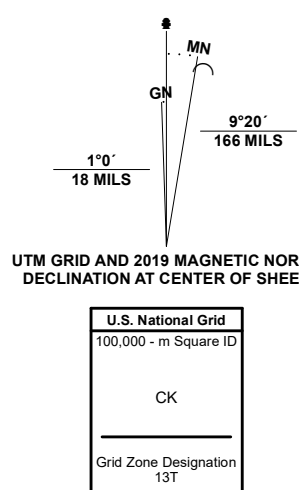 MN
GN
9°20´
166 MILS
1°0´
18 MILS
UTM GRID AND 2019 MAGNETIC NOR
DECLINATION AT CENTER OF SHEE
U.S. National Grid
100,000 - m Square ID
CK
Grid Zone Designation
13T